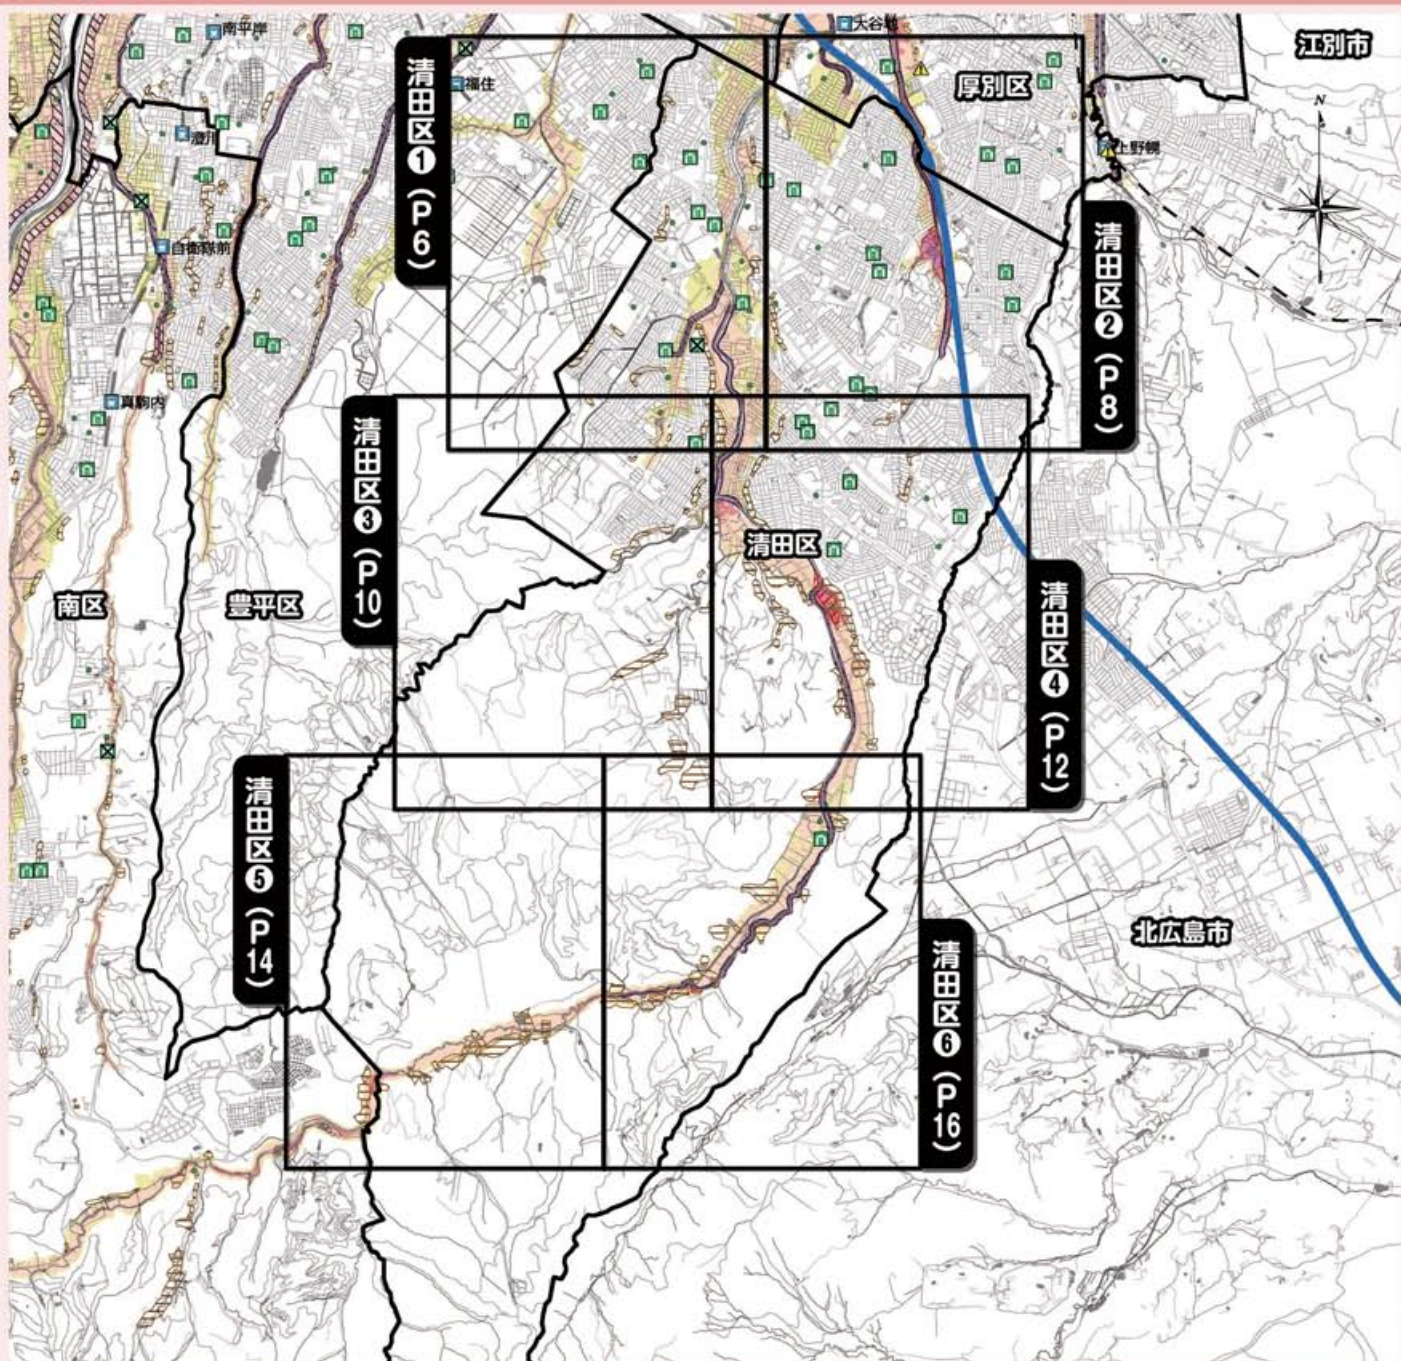 南平岸
大谷地
江別市
福住
厚別区
清田区❶（P6）
澄川
上野幌
N
自衛隊前
清田区❷（P8）
真駒内
清田区❸（P10）
清田区
南区
豊平区
清田区❹（P12）
清田区❺（P14）
北広島市
清田区❻（P16）